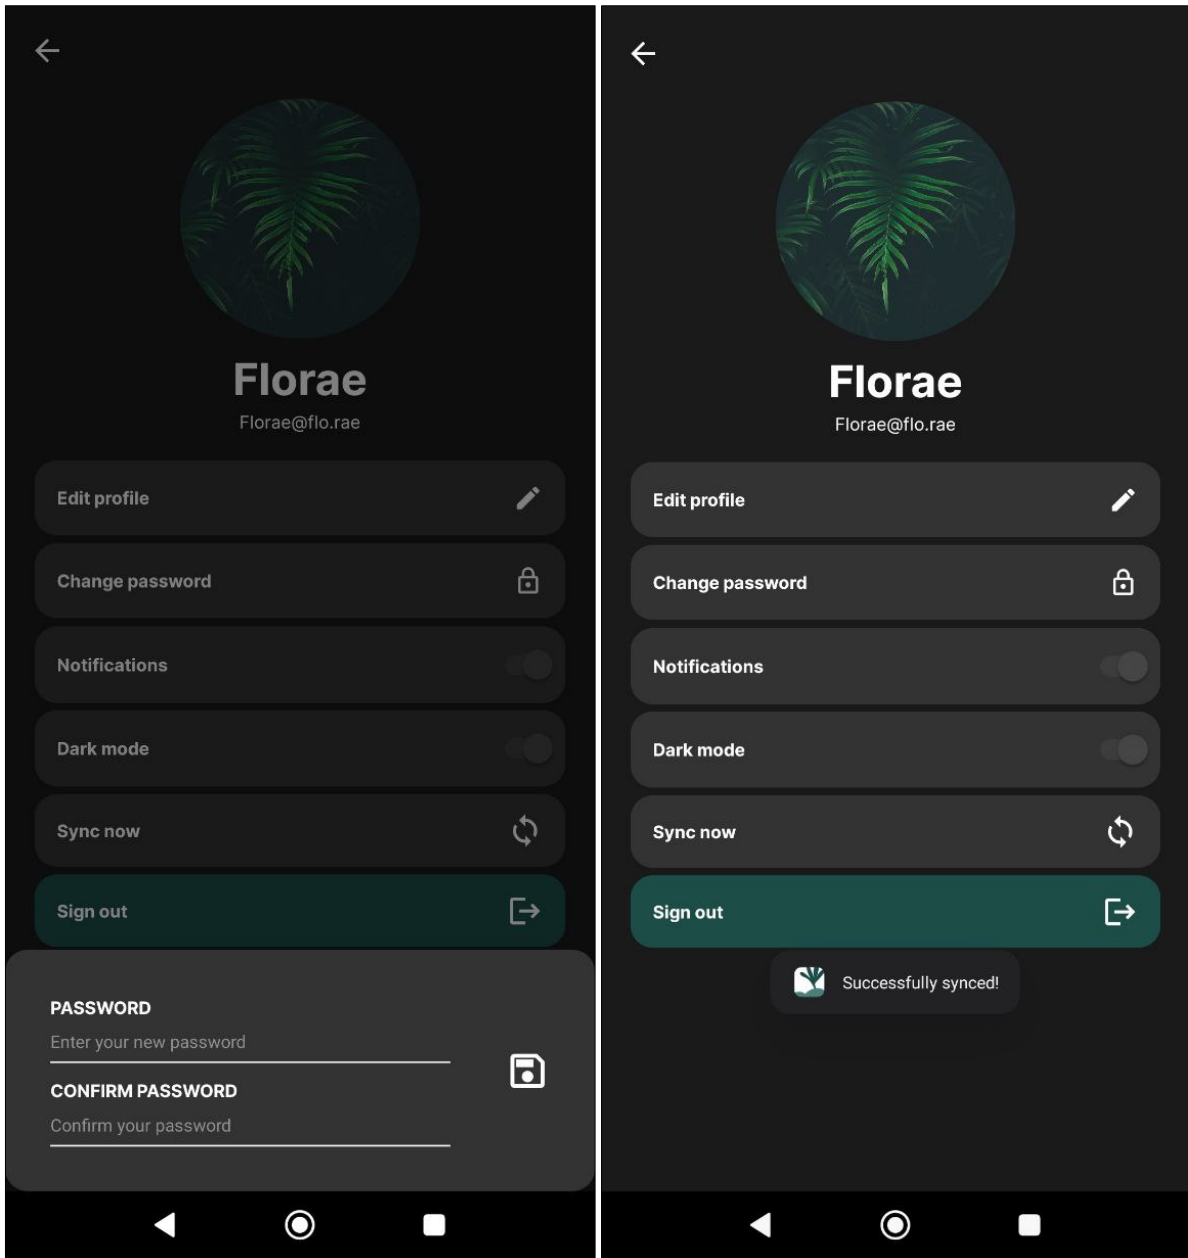 Florae
Florae@flo.rae
Edit profile
Change password
Notifications
Dark mode
Sync now
Sign out
PASSWORD
Enter your new password
CONFIRM PASSWORD
Confirm your password
Florae
Florae@flo.rae
Edit profile
Change password
Notifications
Dark mode
Sync now
Sign out
Successfully synced!